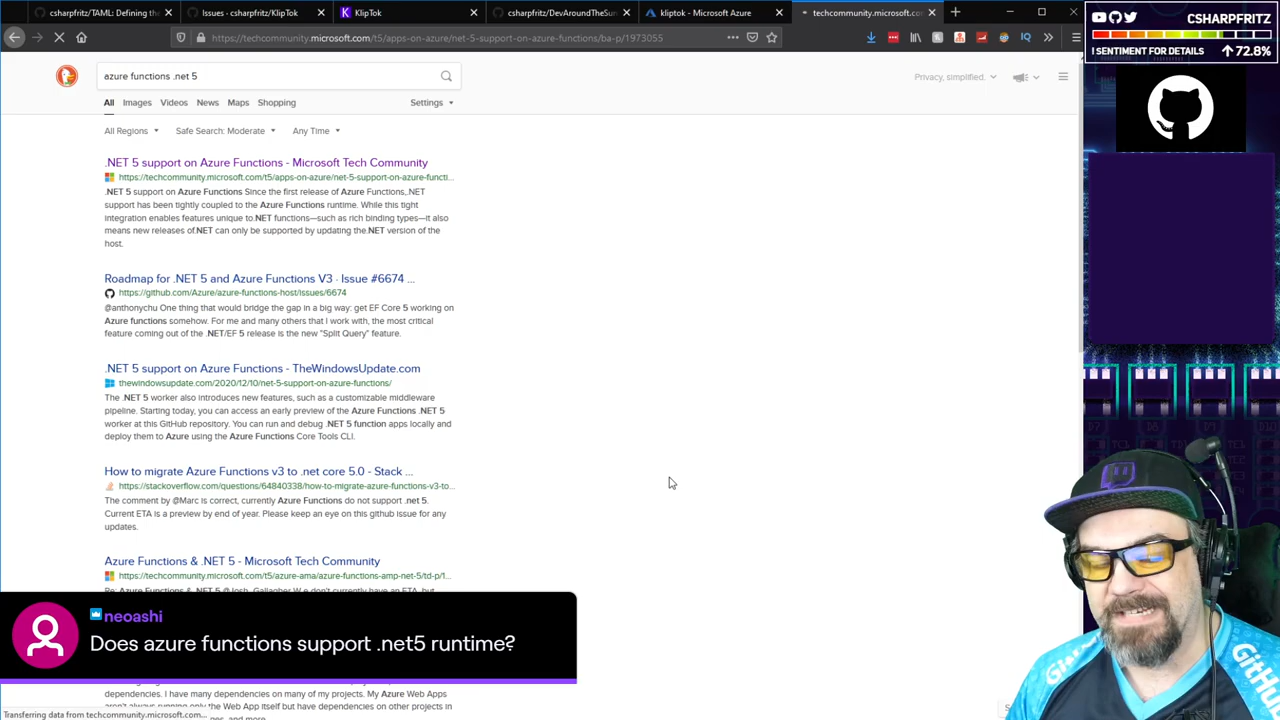 csharpfritz/TAML: Defining the
Issues · csharpfritz/KlipTok
KlipTok
csharpfritz/DevAroundTheSun
kliptok - Microsoft Azure
techcommunity.microsoft.com
https://techcommunity.microsoft.com/t5/apps-on-azure/net-5-support-on-azure-functions/ba-p/1973055
CSHARPFRITZ
! SENTIMENT FOR DETAILS
72.8%
azure functions .net 5
Privacy, simplified.
All Images Videos News Maps Shopping Settings
All Regions Safe Search: Moderate Any Time
.NET 5 support on Azure Functions - Microsoft Tech Community
https://techcommunity.microsoft.com/t5/apps-on-azure/net-5-support-on-azure-functi...
.NET 5 support on Azure Functions Since the first release of Azure Functions,.NET
support has been tightly coupled to the Azure Functions runtime. While this tight
integration enables features unique to.NET functions—such as rich binding types—it also
means new releases of.NET can only be supported by updating the.NET version of the
host.
Roadmap for .NET 5 and Azure Functions V3 · Issue #6674 ...
https://github.com/Azure/azure-functions-host/issues/6674
@anthonychu One thing that would bridge the gap in a big way: get EF Core 5 working on
Azure functions somehow. For me and many others that I work with, the most critical
feature coming out of the .NET/EF 5 release is the new "Split Query" feature.
.NET 5 support on Azure Functions - TheWindowsUpdate.com
thewindowsupdate.com/2020/12/10/net-5-support-on-azure-functions/
The .NET 5 worker also introduces new features, such as a customizable middleware
pipeline. Starting today, you can access an early preview of the Azure Functions .NET 5
worker at this GitHub repository. You can run and debug .NET 5 function apps locally and
deploy them to Azure using the Azure Functions Core Tools CLI.
How to migrate Azure Functions v3 to .net core 5.0 - Stack ...
https://stackoverflow.com/questions/64840338/how-to-migrate-azure-functions-v3-to...
The comment by @Marc is correct, currently Azure Functions do not support .net 5.
Current ETA is a preview by end of year. Please keep an eye on this github issue for any
updates.
Azure Functions & .NET 5 - Microsoft Tech Community
https://techcommunity.microsoft.com/t5/azure-ama/azure-functions-amp-net-5/td-p/1...
neoashi
Does azure functions support .net5 runtime?
dependencies. I have many dependencies on many of my projects. My Azure Web Apps
Transferring data from techcommunity.microsoft.com...
GitHub